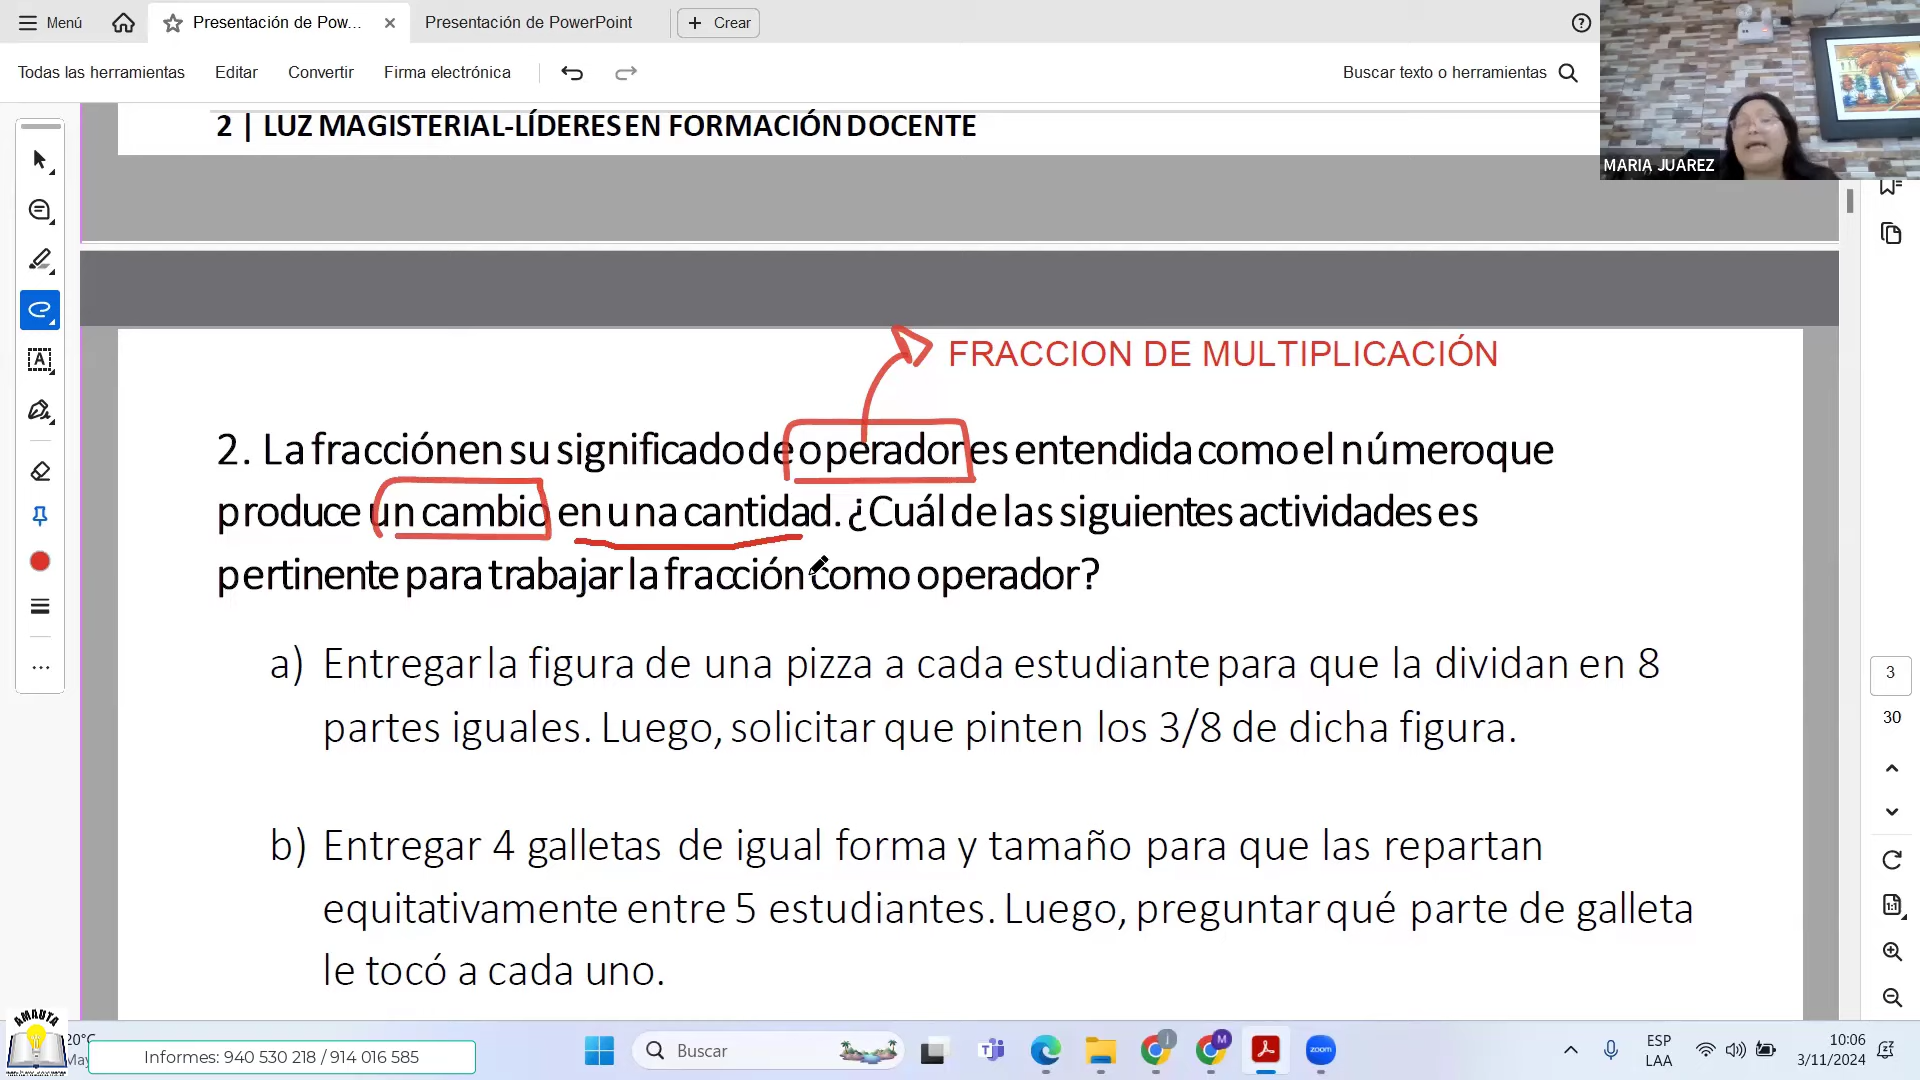 Menú
Presentación de Pow...
Presentación de PowerPoint
Crear
Todas las herramientas
Editar
Convertir
Firma electrónica
Buscar texto o herramientas
MARIA JUAREZ
2 | LUZ MAGISTERIAL-LÍDERES EN FORMACIÓN DOCENTE
FRACCION DE MULTIPLICACIÓN
2. La fracción en su significado de operador es entendida como el número que
produce un cambio en una cantidad. ¿Cuál de las siguientes actividades es
pertinente para trabajar la fracción como operador?
a) Entregar la figura de una pizza a cada estudiante para que la dividan en 8
partes iguales. Luego, solicitar que pinten los 3/8 de dicha figura.
b) Entregar 4 galletas de igual forma y tamaño para que las repartan
equitativamente entre 5 estudiantes. Luego, preguntar qué parte de galleta
le tocó a cada uno.
3
30
AMAUTA
20°C
Informes: 940 530 218 / 914 016 585
Buscar
zoom
ESP
LAA
10:06
3/11/2024